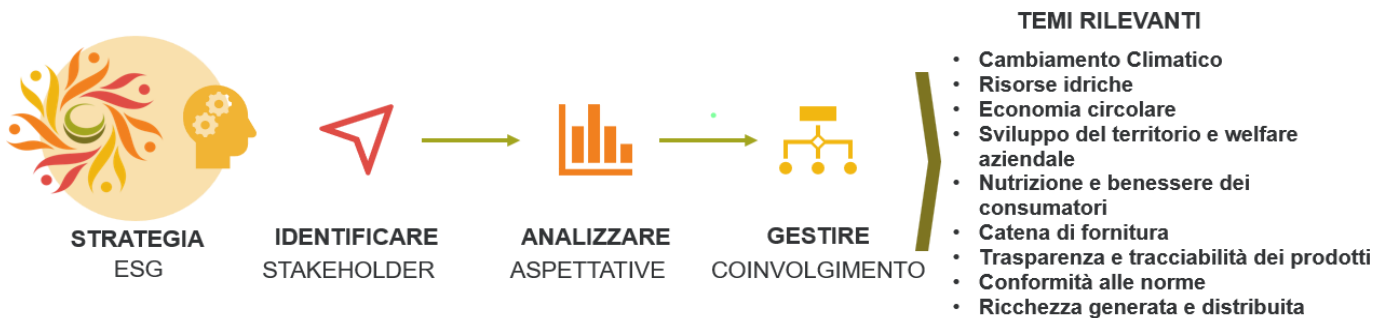 STRATEGIA
ESG
IDENTIFICARE
STAKEHOLDER
ANALIZZARE
ASPETTATIVE
GESTIRE
COINVOLGIMENTO
TEMI RILEVANTI
• Cambiamento Climatico
• Risorse idriche
• Economia circolare
• Sviluppo del territorio e welfare
aziendale
• Nutrizione e benessere dei
consumatori
• Catena di fornitura
• Trasparenza e tracciabilità dei prodotti
• Conformità alle norme
• Ricchezza generata e distribuita